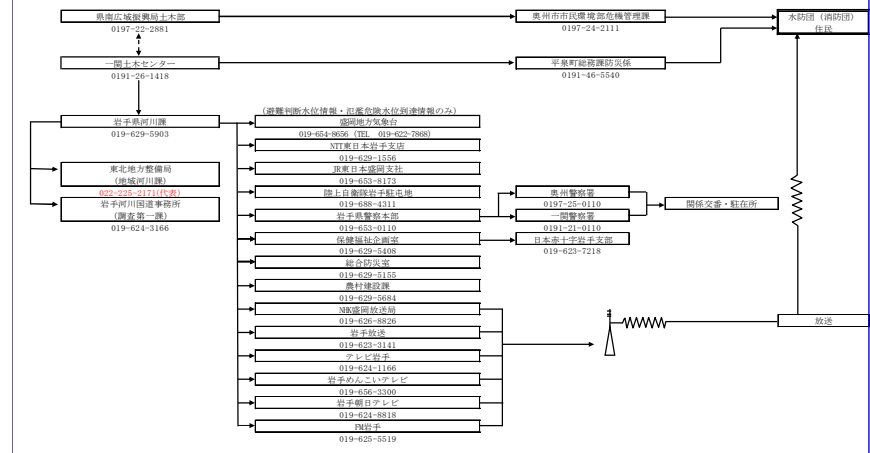 県南広域振興局土木部
0197-22-2881
奥州市市民環境部危機管理課
0197-24-2111
水防団（消防団）
住民
一関土木センター
0191-26-1418
平泉町総務課防災係
0191-46-5540
岩手県河川課
019-629-5903
東北地方整備局
(地域河川課)
022-225-2171(代表)
岩手河川国道事務所
(調査第一課)
019-624-3166
(避難判断水位情報・氾濫危険水位到達情報のみ)
盛岡地方気象台
019-654-8656 (TEL 019-622-7868)
NTT東日本岩手支店
019-629-1556
JR東日本盛岡支社
019-653-8173
陸上自衛隊岩手駐屯地
019-688-4311
岩手県警察本部
019-653-0110
保健福祉企画室
019-629-5408
総合防災室
019-629-5155
農村建設課
019-629-5684
NHK盛岡放送局
019-626-8826
岩手放送
019-623-3141
テレビ岩手
019-624-1166
岩手めんこいテレビ
019-656-3300
岩手朝日テレビ
019-624-8818
FM岩手
019-625-5519
奥州警察署
0197-25-0110
一関警察署
0191-21-0110
日本赤十字岩手支部
019-623-7218
関係交番・駐在所
放送